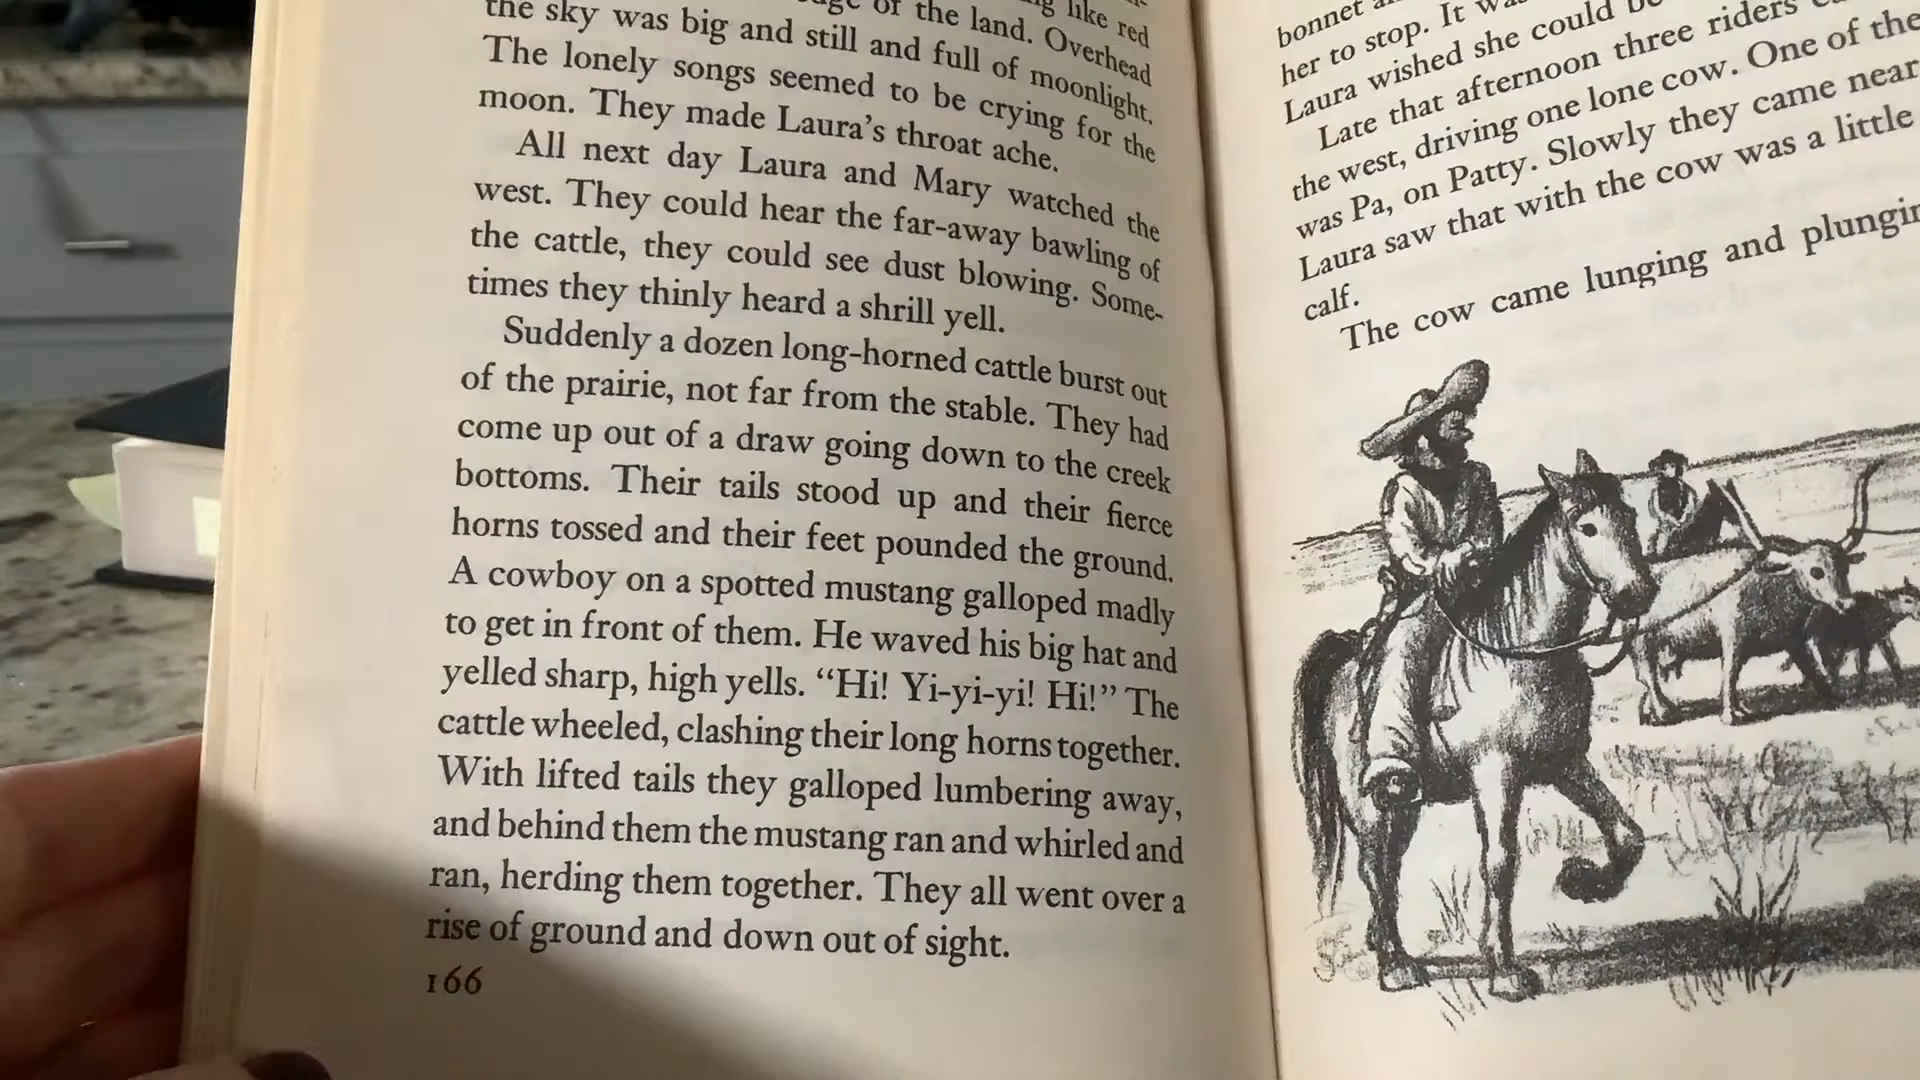 like red
of the land. Overhead
the sky was big and still and full of moonlight.
The lonely songs seemed to be crying for the
moon. They made Laura's throat ache.
All next day Laura and Mary watched the
west. They could hear the far-away bawling of
the cattle, they could see dust blowing. Some-
times they thinly heard a shrill yell.
Suddenly a dozen long-horned cattle burst out
of the prairie, not far from the stable. They had
come up out of a draw going down to the creek
bottoms. Their tails stood up and their fierce
horns tossed and their feet pounded the ground.
A cowboy on a spotted mustang galloped madly
to get in front of them. He waved his big hat and
yelled sharp, high yells. “Hi! Yi-yi-yi! Hi!” The
cattle wheeled, clashing their long horns together.
With lifted tails they galloped lumbering away,
and behind them the mustang ran and whirled and
ran, herding them together. They all went over a
rise of ground and down out of sight.
166
bonnet
her to stop. It
Laura wished she could
Late that afternoon three riders
the west, driving one lone cow. One of the
was Pa, on Patty. Slowly they came near
Laura saw that with the cow was a little
calf.
The cow came lunging and